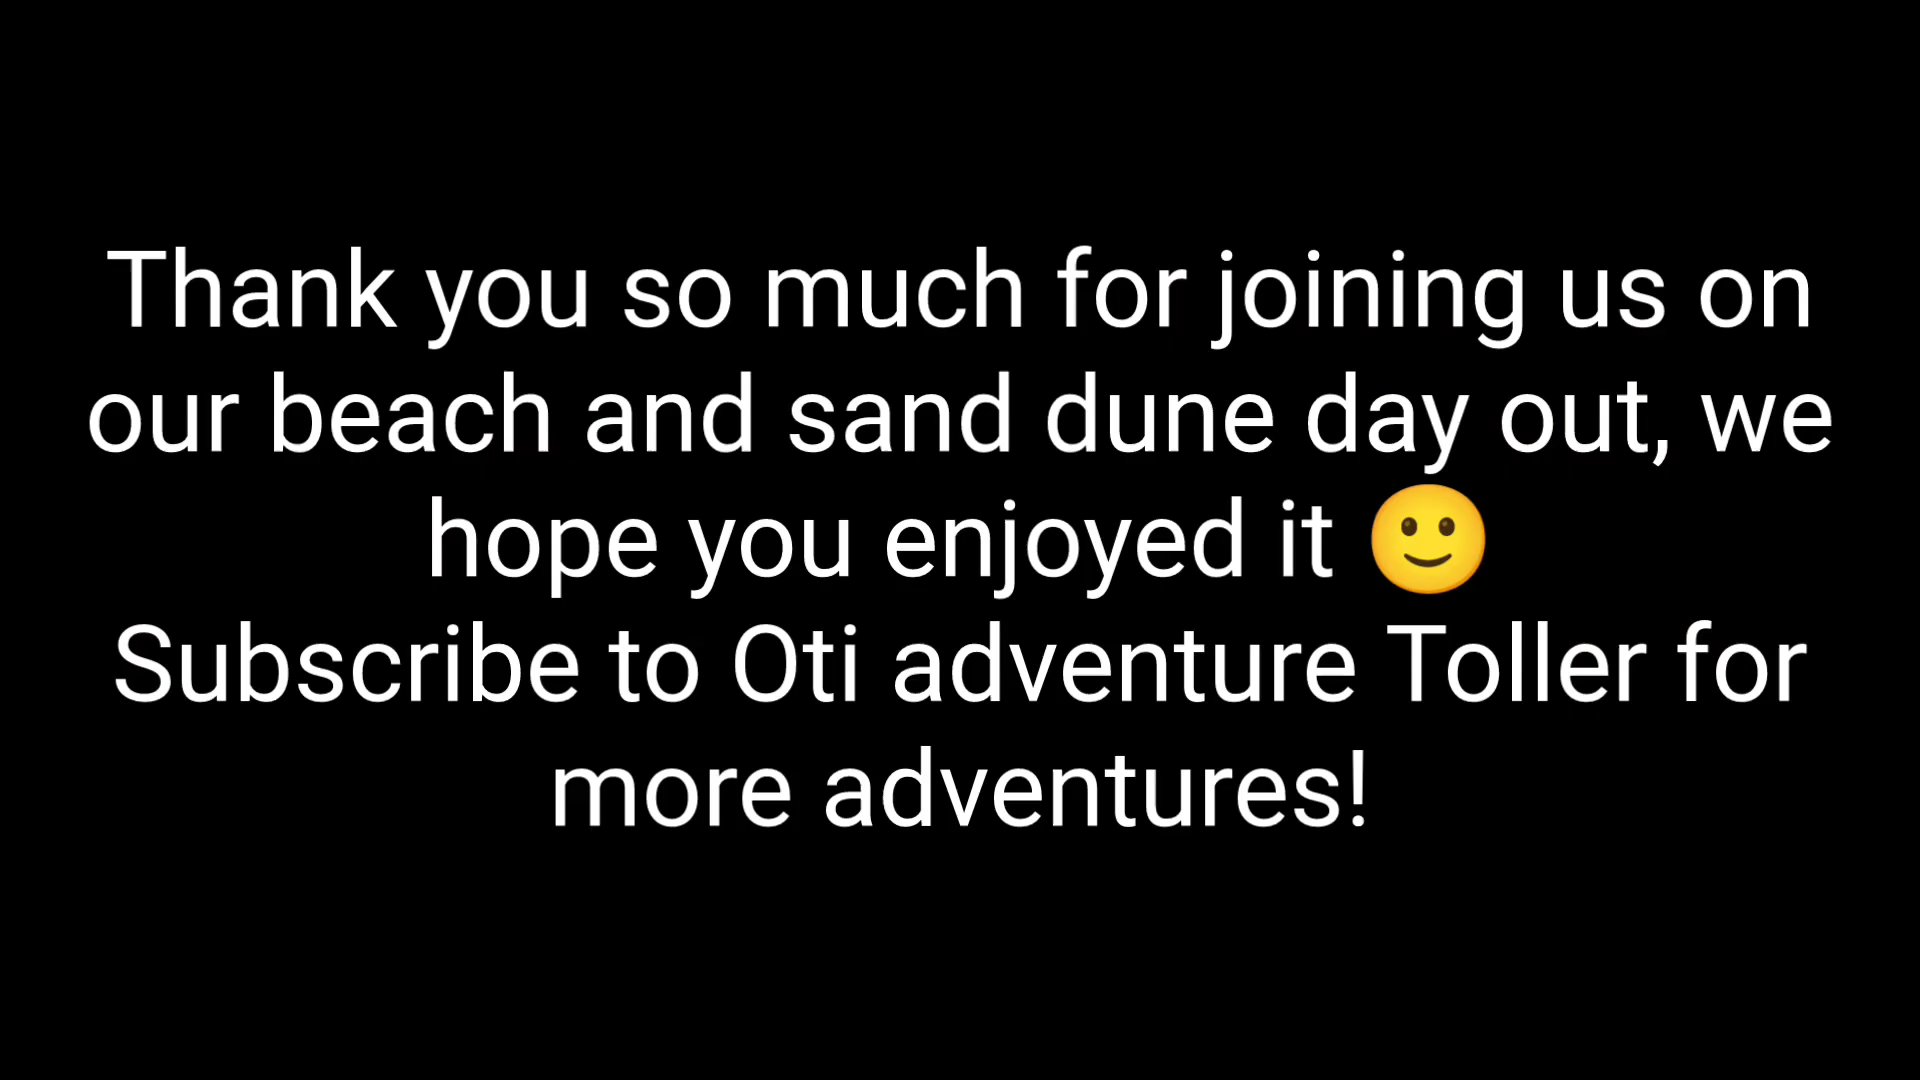 Thank you so much for joining us on
our beach and sand dune day out, we
hope you enjoyed it 🙂
Subscribe to Oti adventure Toller for
more adventures!